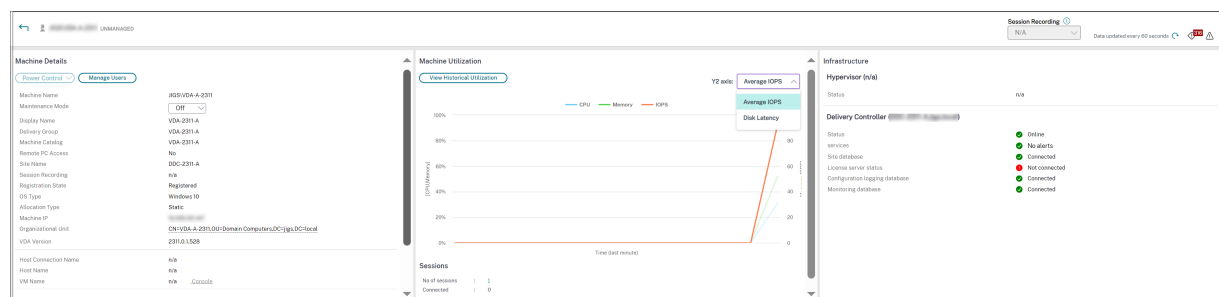 UNMANAGED
Session Recording
N/A
Data updated every 60 seconds
316
Machine Details
Power Control
Manage Users
Machine Name JIGS\VDA-A-2311
Maintenance Mode Off
Display Name VDA-2311-A
Delivery Group VDA-2311-A
Machine Catalog VDA-2311-A
Remote PC Access No
Site Name DDC-2311-A
Session Recording n/a
Registration State Registered
OS Type Windows 10
Allocation Type Static
Machine IP
Organizational Unit CN=VDA-A-2311,OU=Domain Computers,DC=jigs,DC=local
VDA Version 2311.0.1.528
Host Connection Name n/a
Host Name n/a
VM Name n/a Console
Machine Utilization
View Historical Utilization
Y2 axis: Average IOPS
Average IOPS
Disk Latency
CPU Memory IOPS
100%
80% 80
60% 60
40% 40
20% 20
0% 0
(CPU,Memory)
Time (last minute)
Sessions
No of sessions : 1
Connected : 0
Infrastructure
Hypervisor (n/a)
Status n/a
Delivery Controller
Status Online
services No alerts
Site database Connected
License server status Not connected
Configuration logging database Connected
Monitoring database Connected